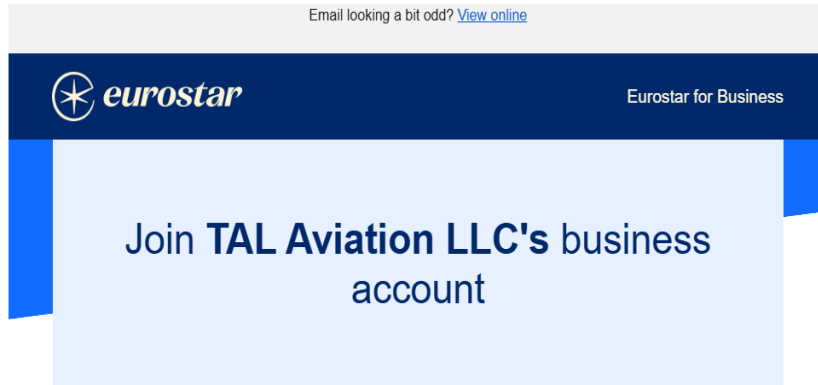 Email looking a bit odd? View online
eurostar
Eurostar for Business
Join TAL Aviation LLC's business
account